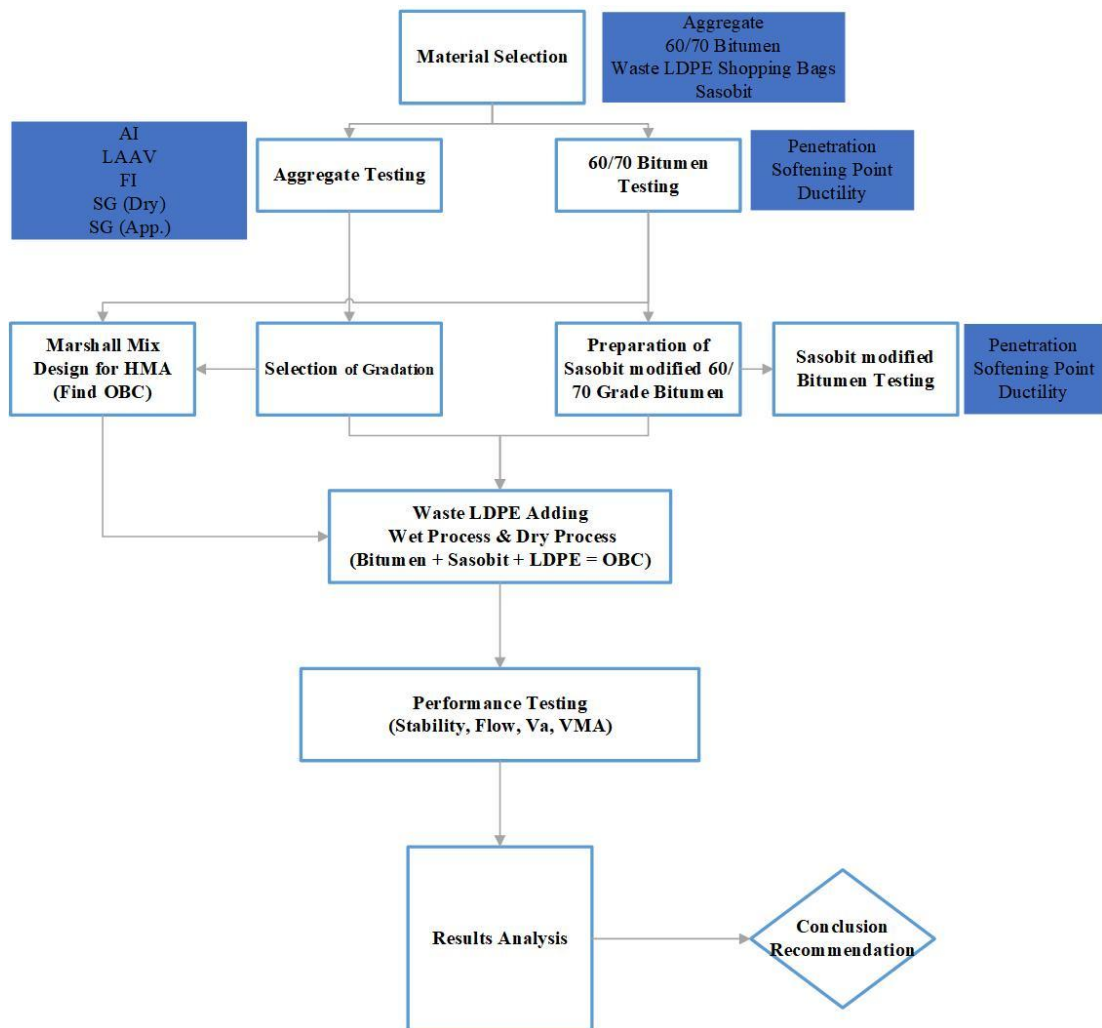 Material Selection
Aggregate
60/70 Bitumen
Waste LDPE Shopping Bags
Sasobit
AI
LAAV
FI
SG (Dry)
SG (App.)
Aggregate Testing
60/70 Bitumen
Testing
Penetration
Softening Point
Ductility
Marshall Mix
Design for HMA
(Find OBC)
Selection of Gradation
Preparation of
Sasobit modified 60/
70 Grade Bitumen
Sasobit modified
Bitumen Testing
Penetration
Softening Point
Ductility
Waste LDPE Adding
Wet Process & Dry Process
(Bitumen + Sasobit + LDPE = OBC)
Performance Testing
(Stability, Flow, Va, VMA)
Results Analysis
Conclusion
Recommendation